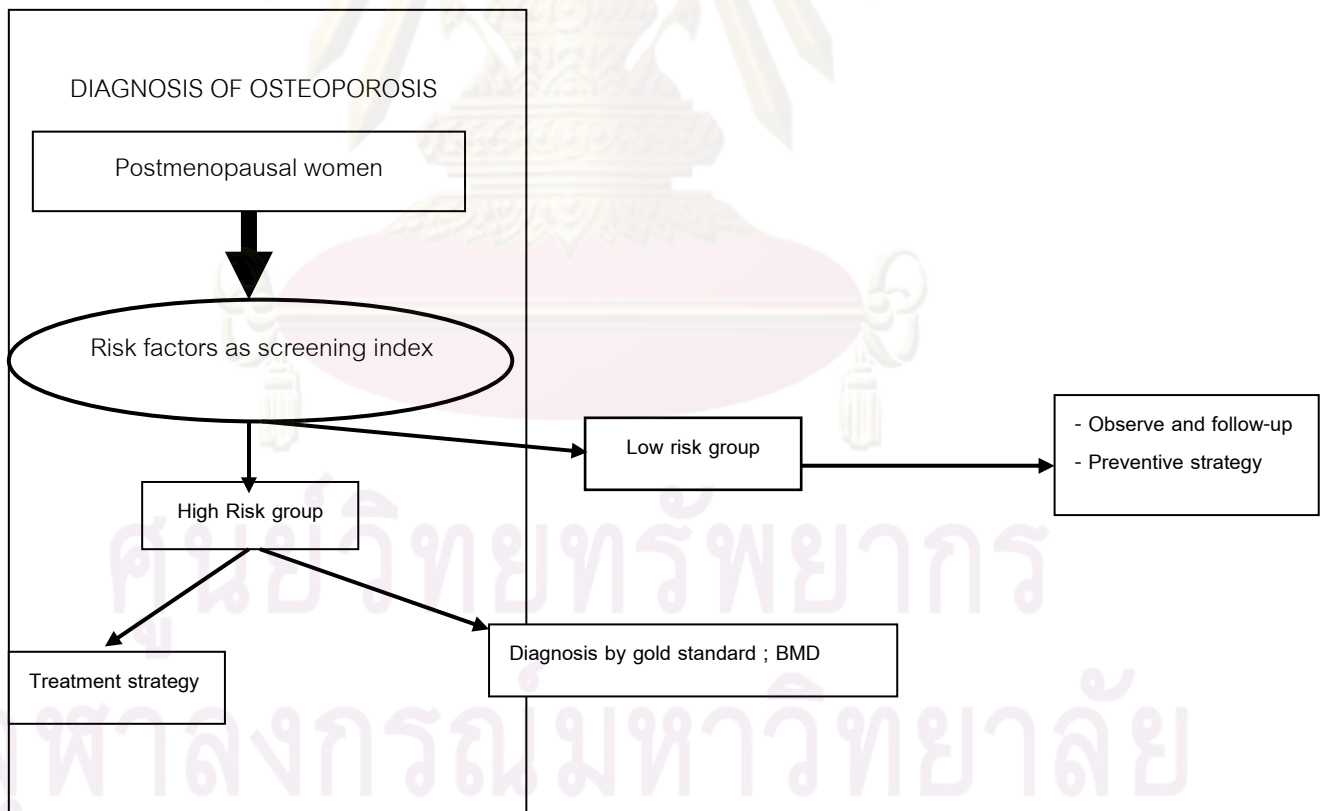 DIAGNOSIS OF OSTEOPOROSIS
Postmenopausal women
Risk factors as screening index
Low risk group
- Observe and follow-up
- Preventive strategy
High Risk group
Treatment strategy
Diagnosis by gold standard ; BMD
ศูนย์วิทยทรัพยากร
จุฬาลงกรณ์มหาวิทยาลัย